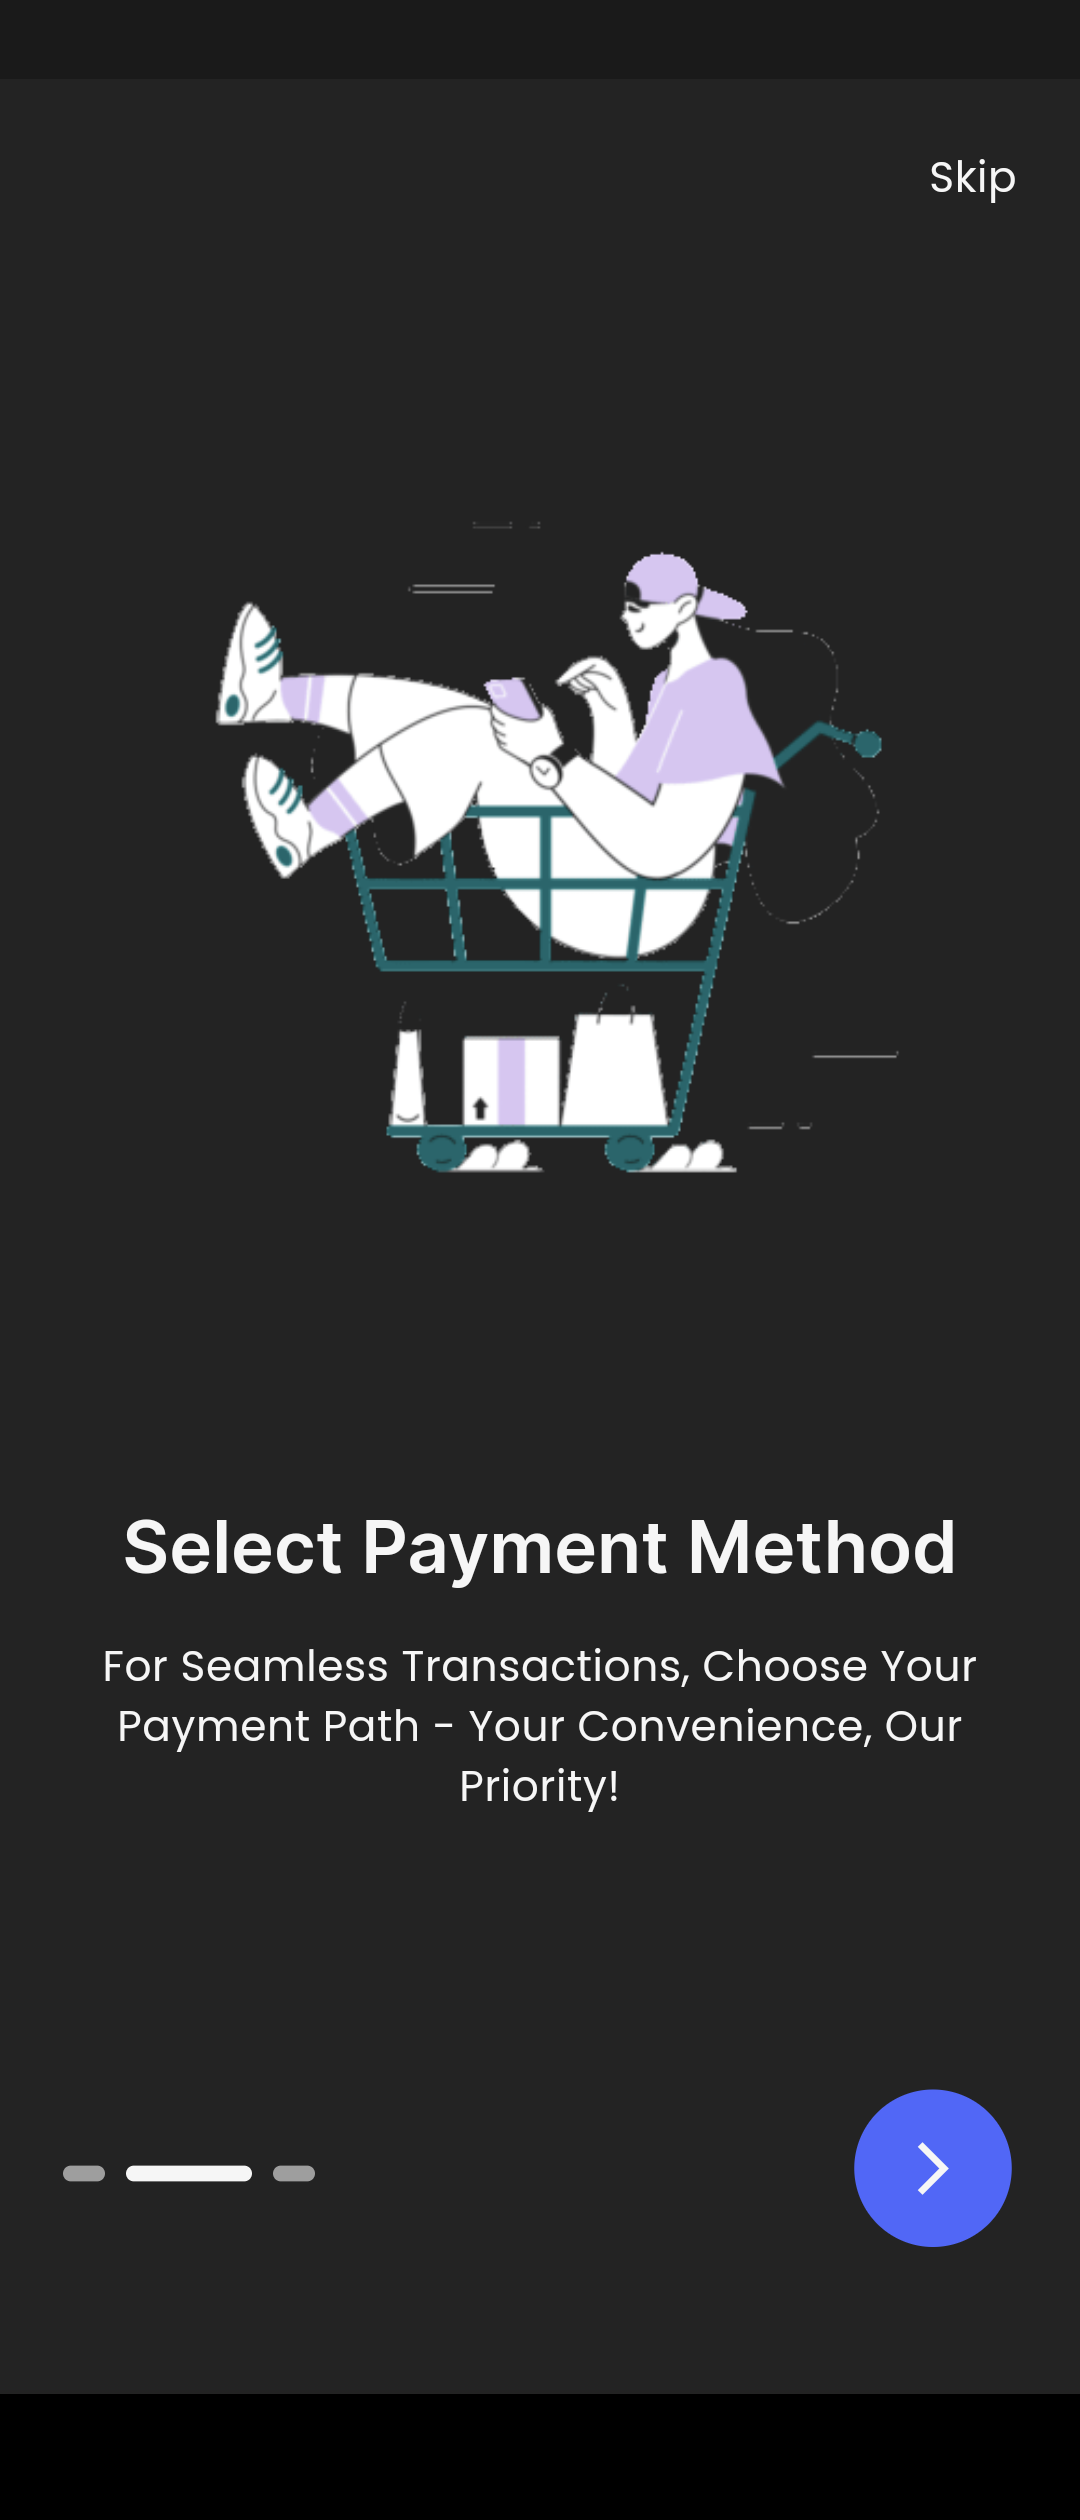 Skip
Select Payment Method
For Seamless Transactions, Choose Your
Payment Path - Your Convenience, Our
Priority!